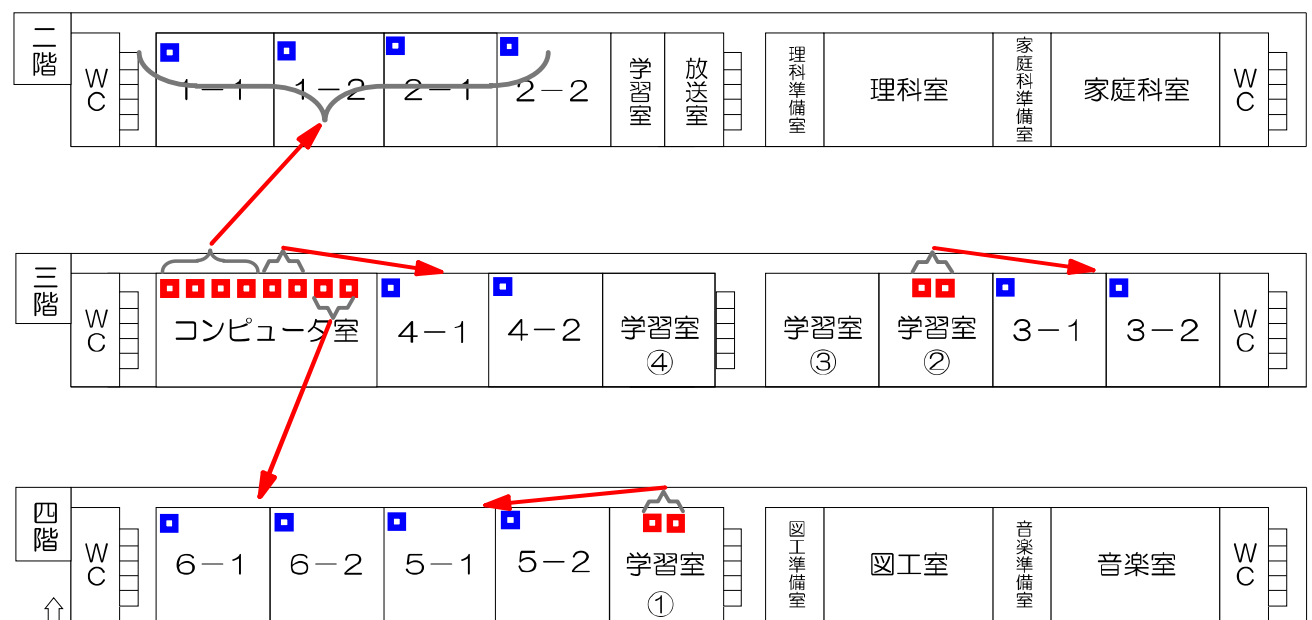 二階
WC
1-1
1-2
2-1
2-2
学習室
放送室
理科準備室
理科室
家庭科準備室
家庭科室
WC
三階
WC
コンピュータ室
4-1
4-2
学習室
④
学習室
③
学習室
②
3-1
3-2
WC
四階
WC
6-1
6-2
5-1
5-2
学習室
①
図工準備室
図工室
音楽準備室
音楽室
WC
⇧